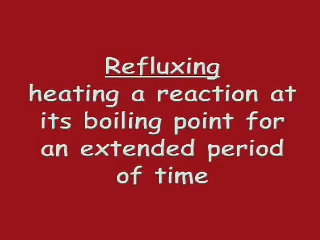 Refluxing
heating a reaction at
its boiling point for
an extended period
of time